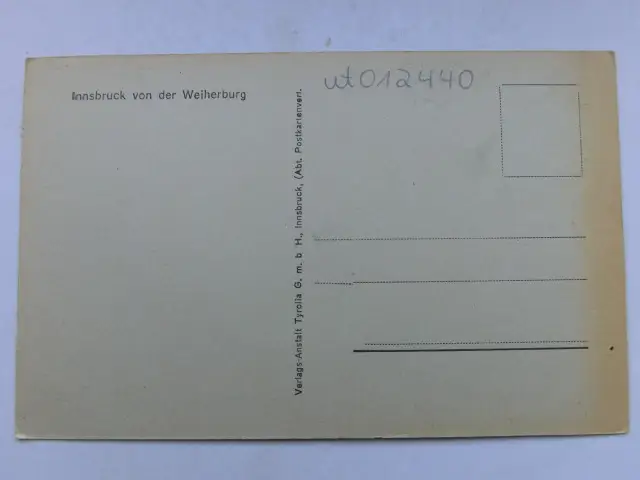 Innsbruck von der Weiherburg
ut012440
Verlags-Anstalt Tyrolia G. m. b H., Innsbruck, (Abt. Postkartenverl.